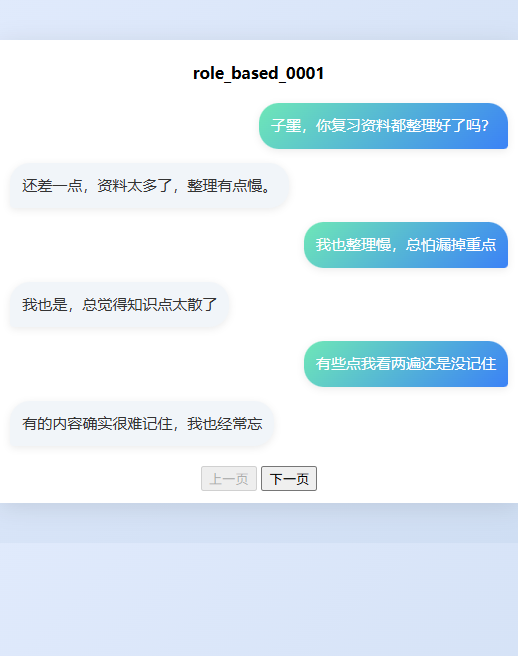 role_based_0001
子墨，你复习资料都整理好了吗？
还差一点，资料太多了，整理有点慢。
我也整理慢，总怕漏掉重点
我也是，总觉得知识点太散了
有些点我看两遍还是没记住
有的内容确实很难记住，我也经常忘
上一页 下一页